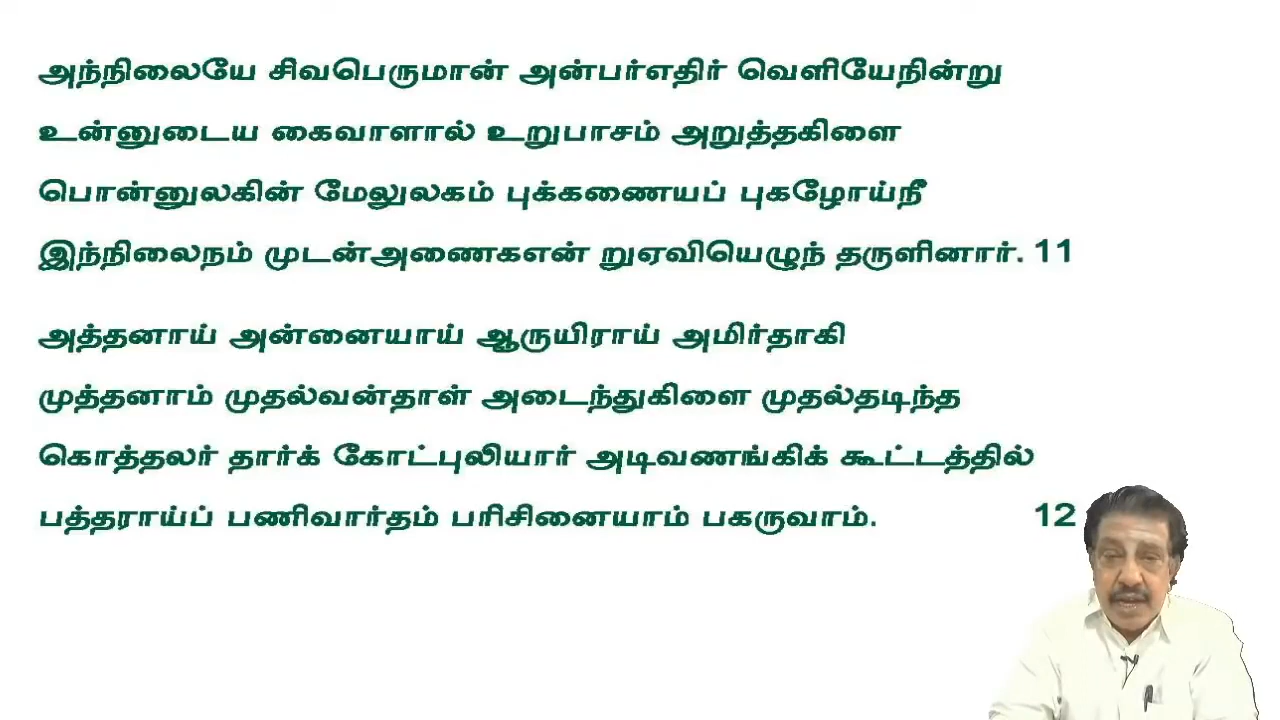 அந்நிலையே சிவபெருமான் அன்பர்எதிர் வெளியேநின்று
உன்னுடைய கைவாளால் உறுபாசம் அறுத்தகிளை
பொன்னுலகின் மேலுலகம் புக்கணையப் புகழோய்நீ
இந்நிலைநம் முடன்அணைகஎன் றுஏவியெழுந் தருளினார். 11
அத்தனாய் அன்னையாய் ஆருயிராய் அமிர்தாகி
முத்தனாம் முதல்வன்தாள் அடைந்துகிளை முதல்தடிந்த
கொத்தலர் தார்க் கோட்புலியார் அடிவணங்கிக் கூட்டத்தில்
பத்தராய்ப் பணிவார்தம் பரிசினையாம் பகருவாம். 12